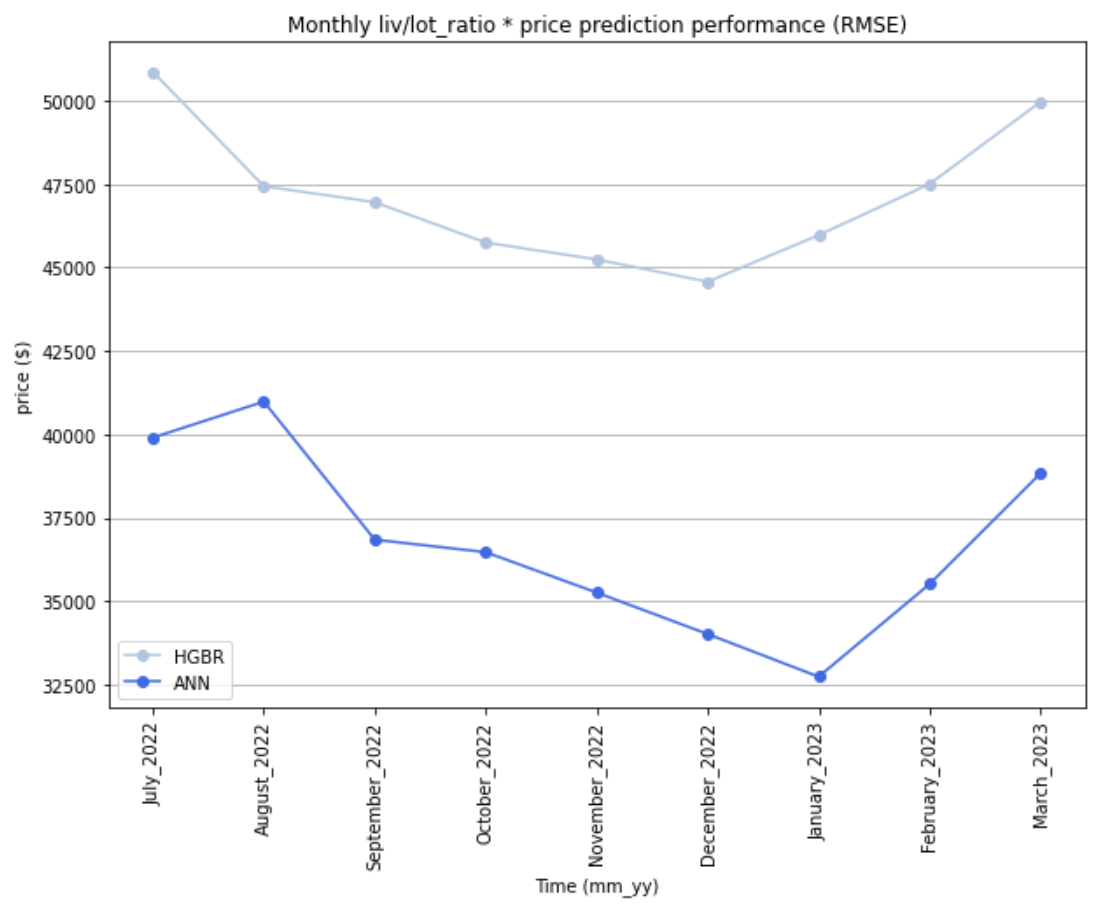 Monthly liv/lot_ratio * price prediction performance (RMSE)
price ($)
50000
47500
45000
42500
40000
37500
35000
32500
HGBR
ANN
July_2022
August_2022
September_2022
October_2022
November_2022
December_2022
January_2023
February_2023
March_2023
Time (mm_yy)